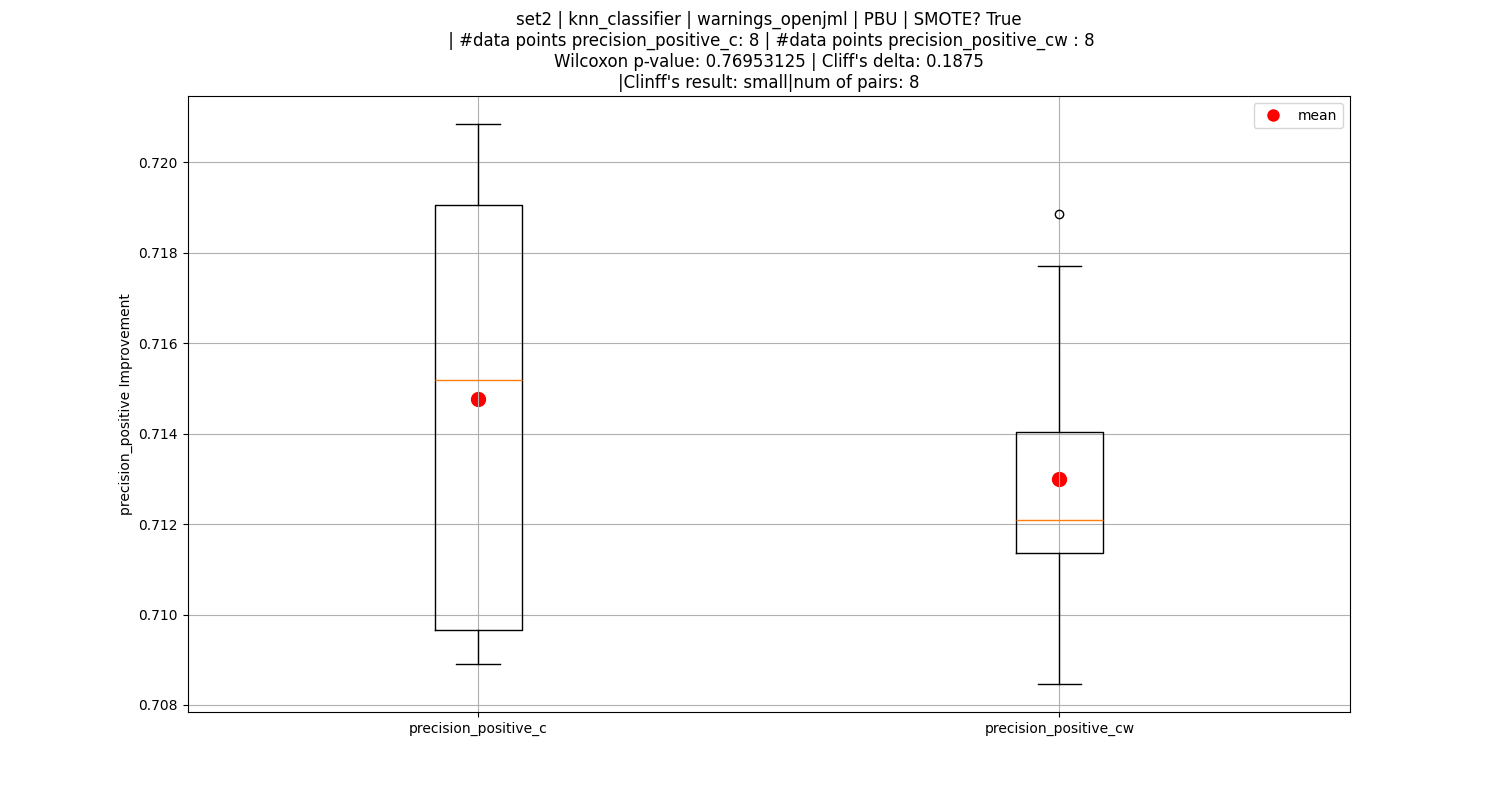 set2 | knn_classifier | warnings_openjml | PBU | SMOTE? True
| #data points precision_positive_c: 8 | #data points precision_positive_cw : 8
Wilcoxon p-value: 0.76953125 | Cliff's delta: 0.1875
|Clinff's result: small|num of pairs: 8
mean
0.720
0.718
0.716
0.714
0.712
0.710
0.708
precision_positive Improvement
precision_positive_c
precision_positive_cw